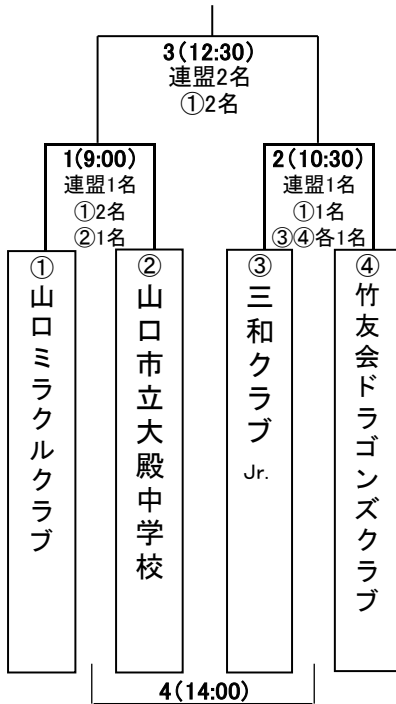 3(12:30)
連盟2名
①2名
1(9:00)
連盟1名
①2名
②1名
2(10:30)
連盟1名
①1名
③④各1名
①山口ミラクルクラブ
②山口市立大殿中学校
③三和クラブJr.
④竹友会ドラゴンズクラブ
4(14:00)